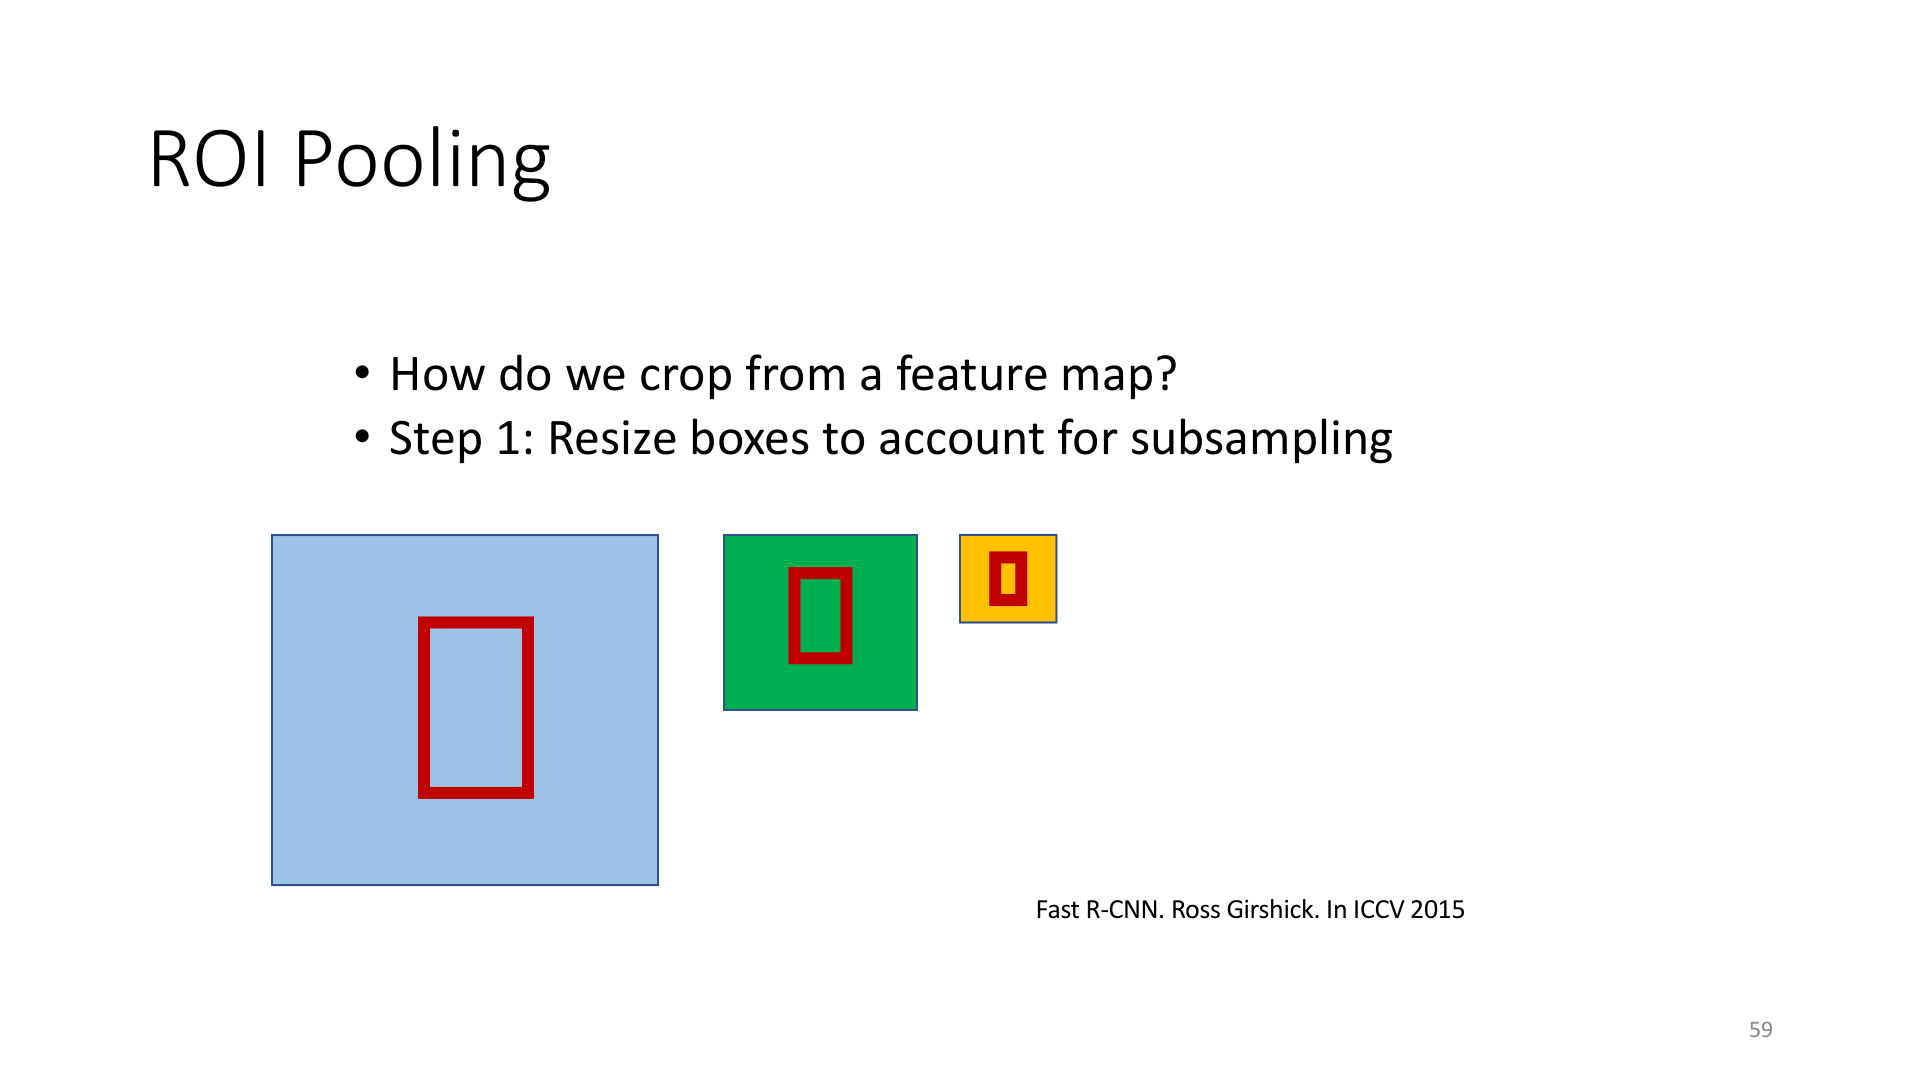 ROI Pooling
• How do we crop from a feature map?
• Step 1: Resize boxes to account for subsampling
Fast R-CNN. Ross Girshick. In ICCV 2015
59